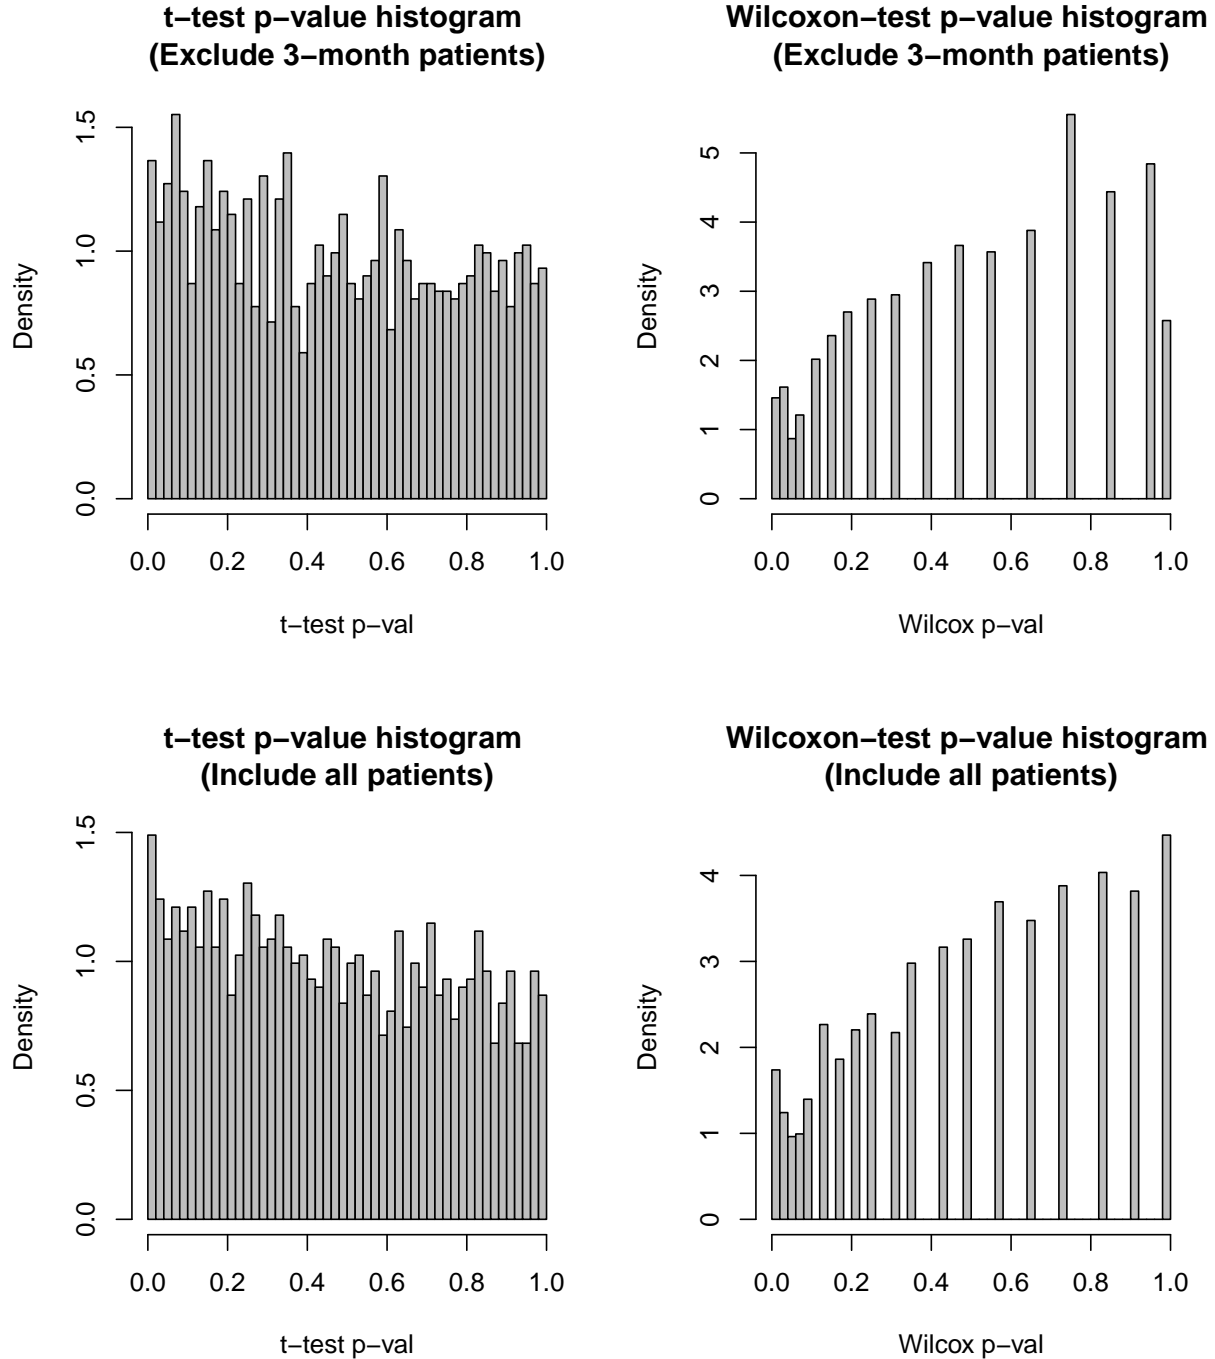 t−test p−value histogram
(Exclude 3−month patients)
Density
0.0 0.5 1.0 1.5
0.0 0.2 0.4 0.6 0.8 1.0
t−test p−val
Wilcoxon−test p−value histogram
(Exclude 3−month patients)
Density
0 1 2 3 4 5
0.0 0.2 0.4 0.6 0.8 1.0
Wilcox p−val
t−test p−value histogram
(Include all patients)
Density
0.0 0.5 1.0 1.5
0.0 0.2 0.4 0.6 0.8 1.0
t−test p−val
Wilcoxon−test p−value histogram
(Include all patients)
Density
0 1 2 3 4
0.0 0.2 0.4 0.6 0.8 1.0
Wilcox p−val